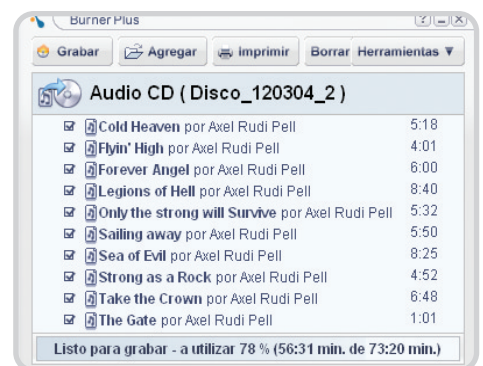 Burner Plus
Grabar Agregar imprimir Borrar Herramientas ▼
Audio CD ( Disco_120304_2 )
Cold Heaven por Axel Rudi Pell 5:18
Flyin' High por Axel Rudi Pell 4:01
Forever Angel por Axel Rudi Pell 6:00
Legions of Hell por Axel Rudi Pell 8:40
Only the strong will Survive por Axel Rudi Pell 5:32
Sailing away por Axel Rudi Pell 5:50
Sea of Evil por Axel Rudi Pell 8:25
Strong as a Rock por Axel Rudi Pell 4:52
Take the Crown por Axel Rudi Pell 6:48
The Gate por Axel Rudi Pell 1:01
Listo para grabar - a utilizar 78 % (56:31 min. de 73:20 min.)